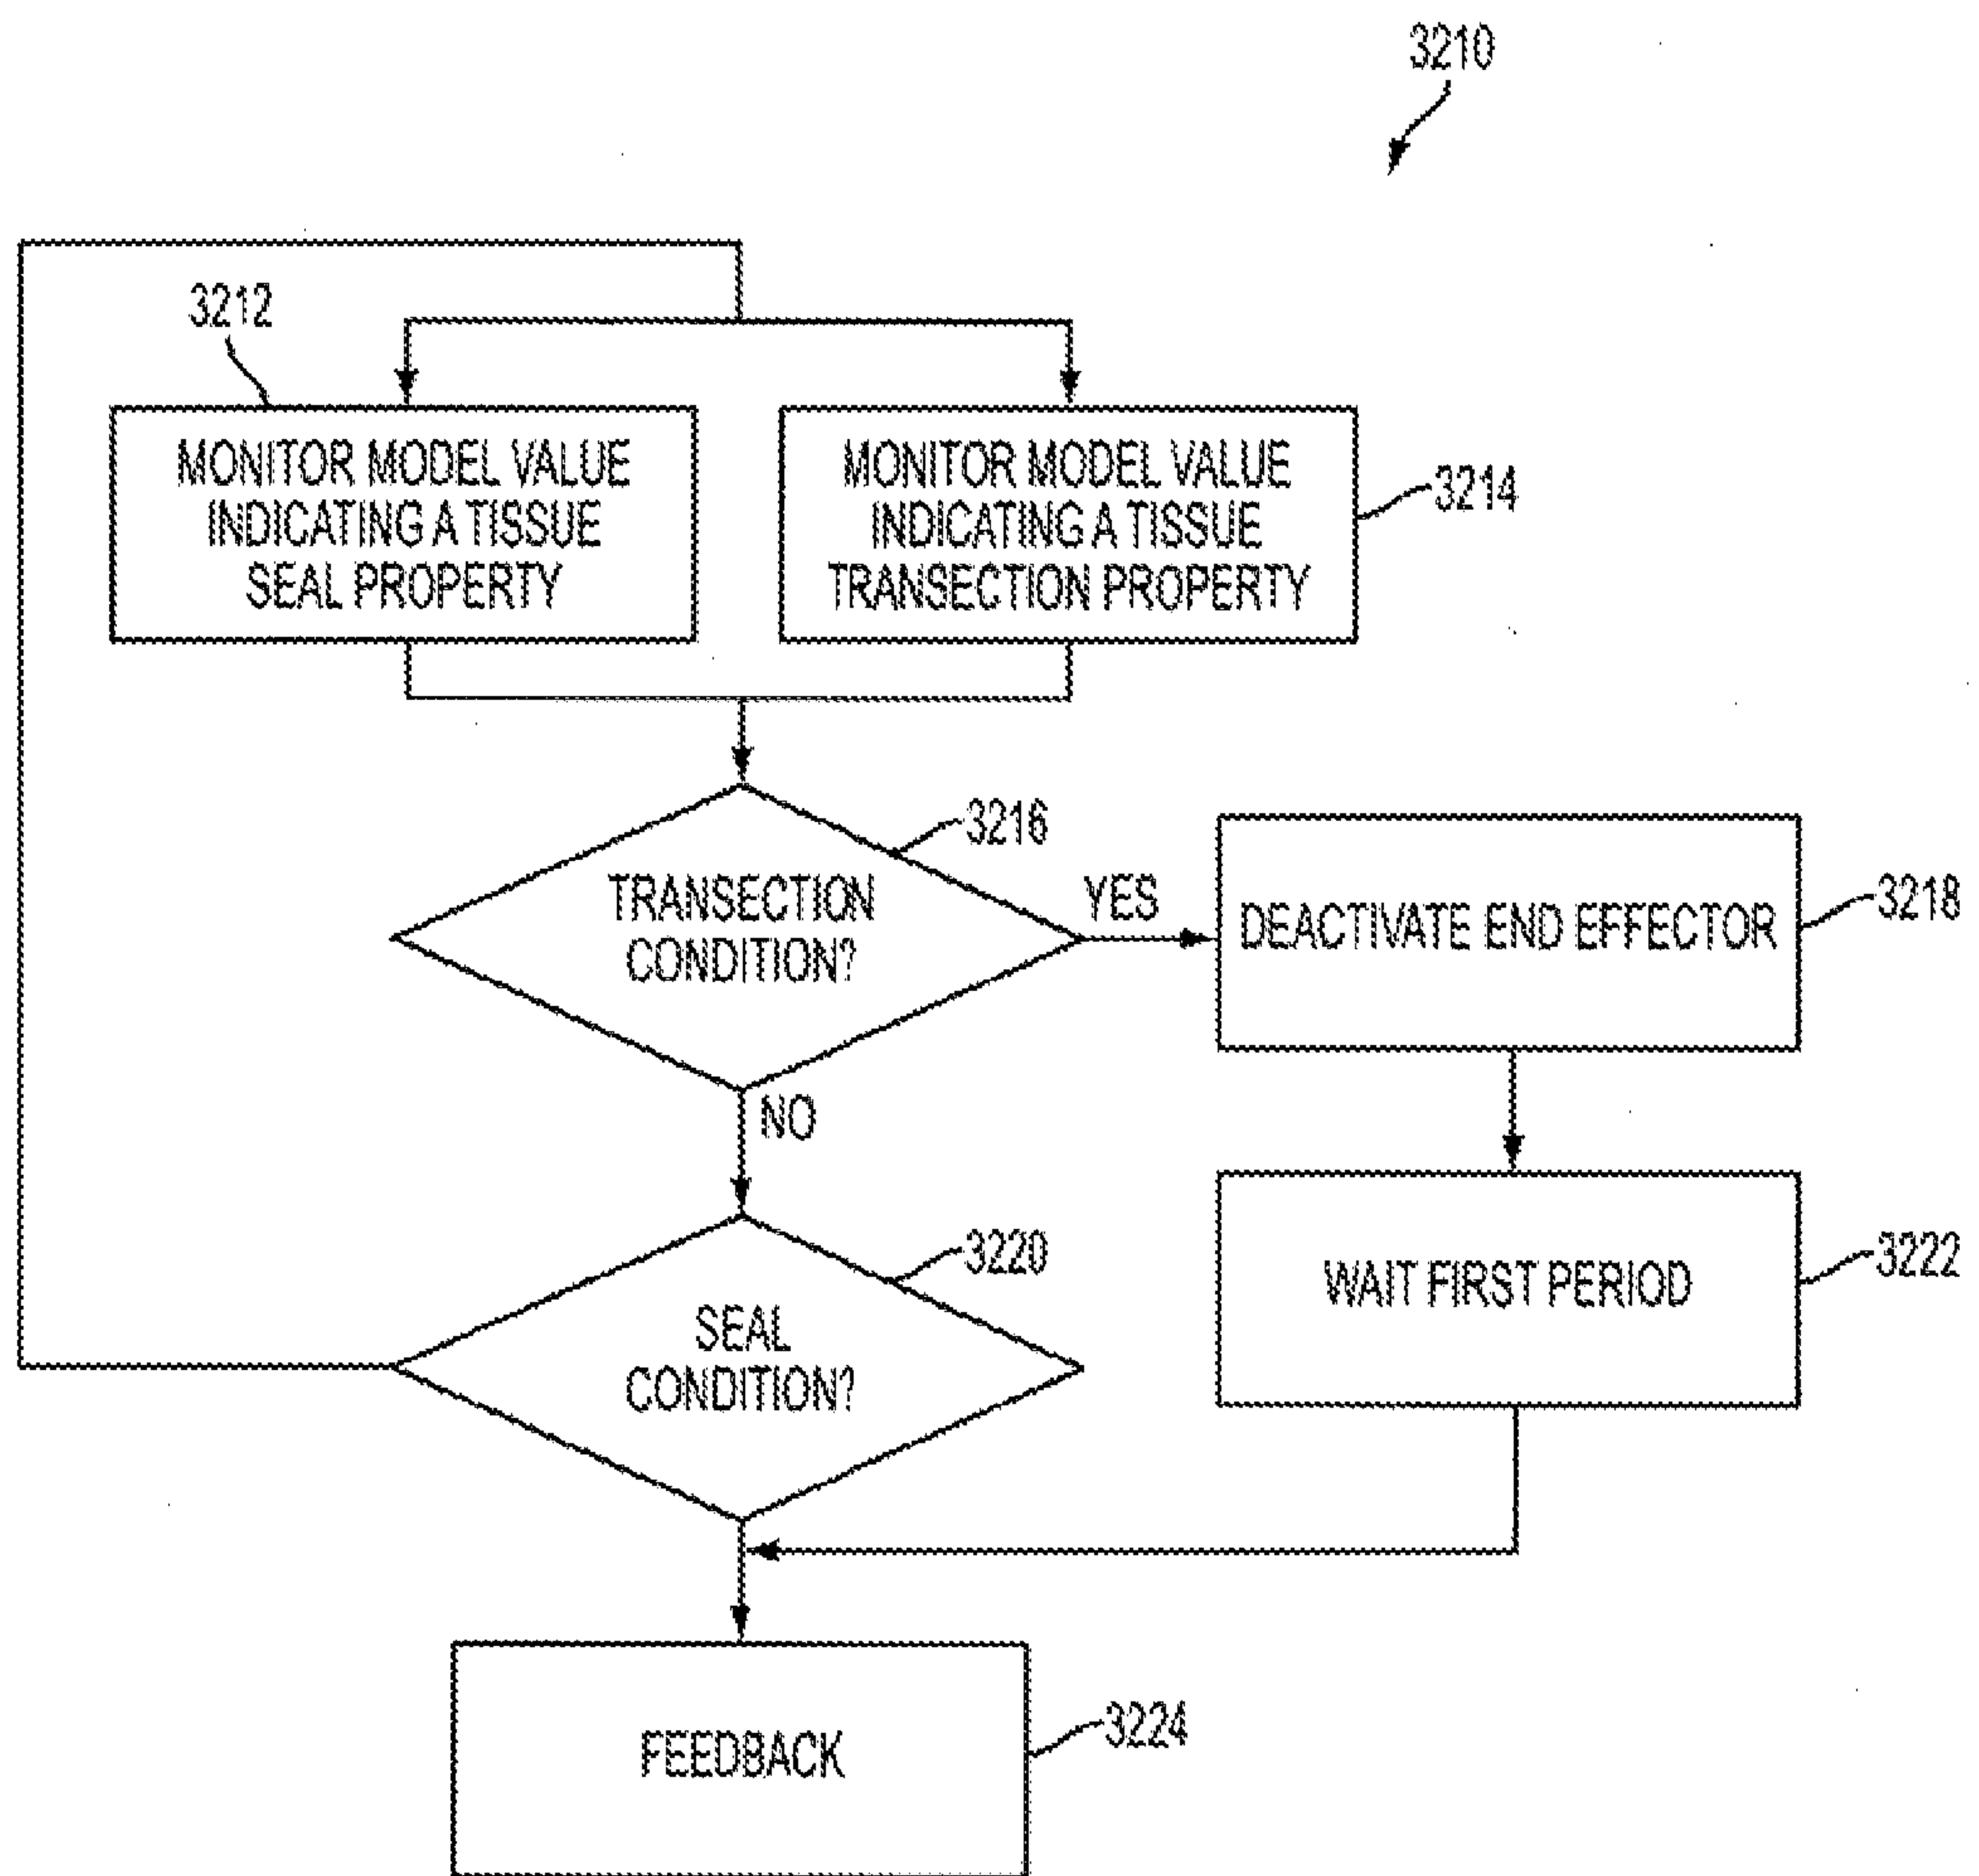 3210
3212
MONITOR MODEL VALUE
INDICATING A TISSUE
SEAL PROPERTY
MONITOR MODEL VALUE
INDICATING A TISSUE
TRANSECTION PROPERTY
3214
3216
TRANSECTION
CONDITION?
YES
DEACTIVATE END EFFECTOR
3218
NO
3220
SEAL
CONDITION?
WAIT FIRST PERIOD
3222
FEEDBACK
3224